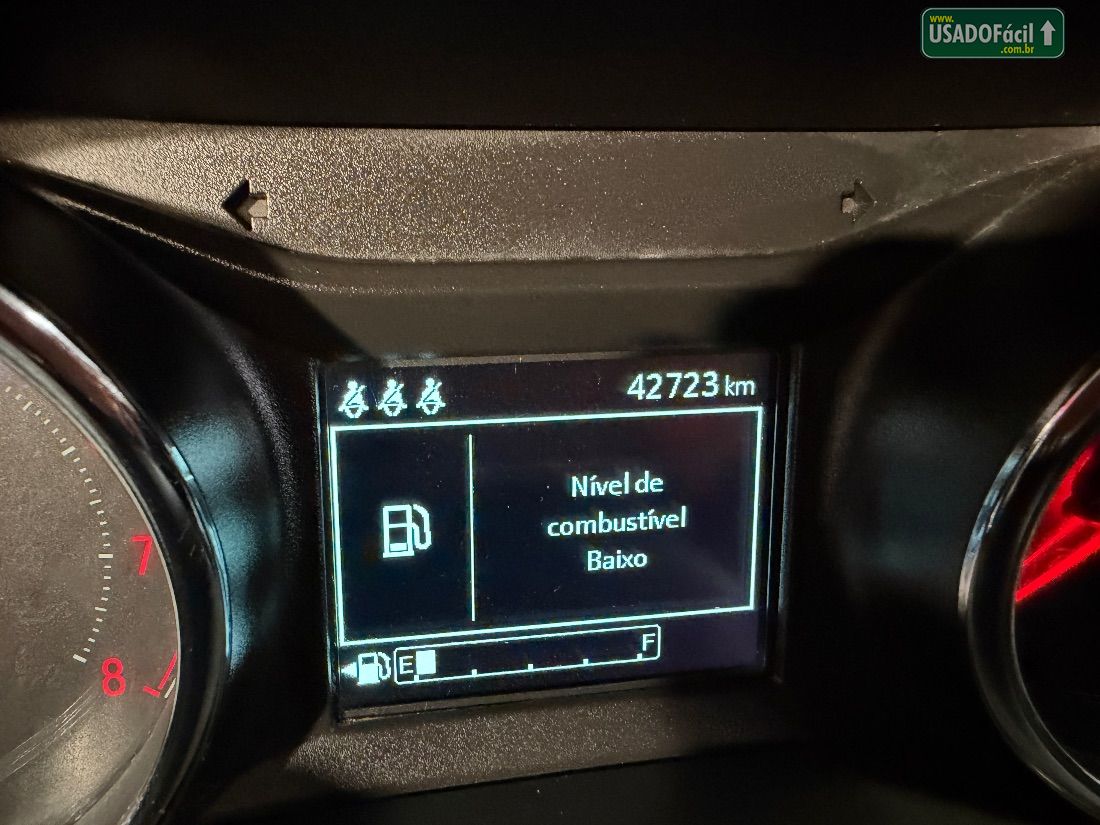 www.
USADOFácil
.com.br
42723 km
Nível de
combustível
Baixo
7
E F
8